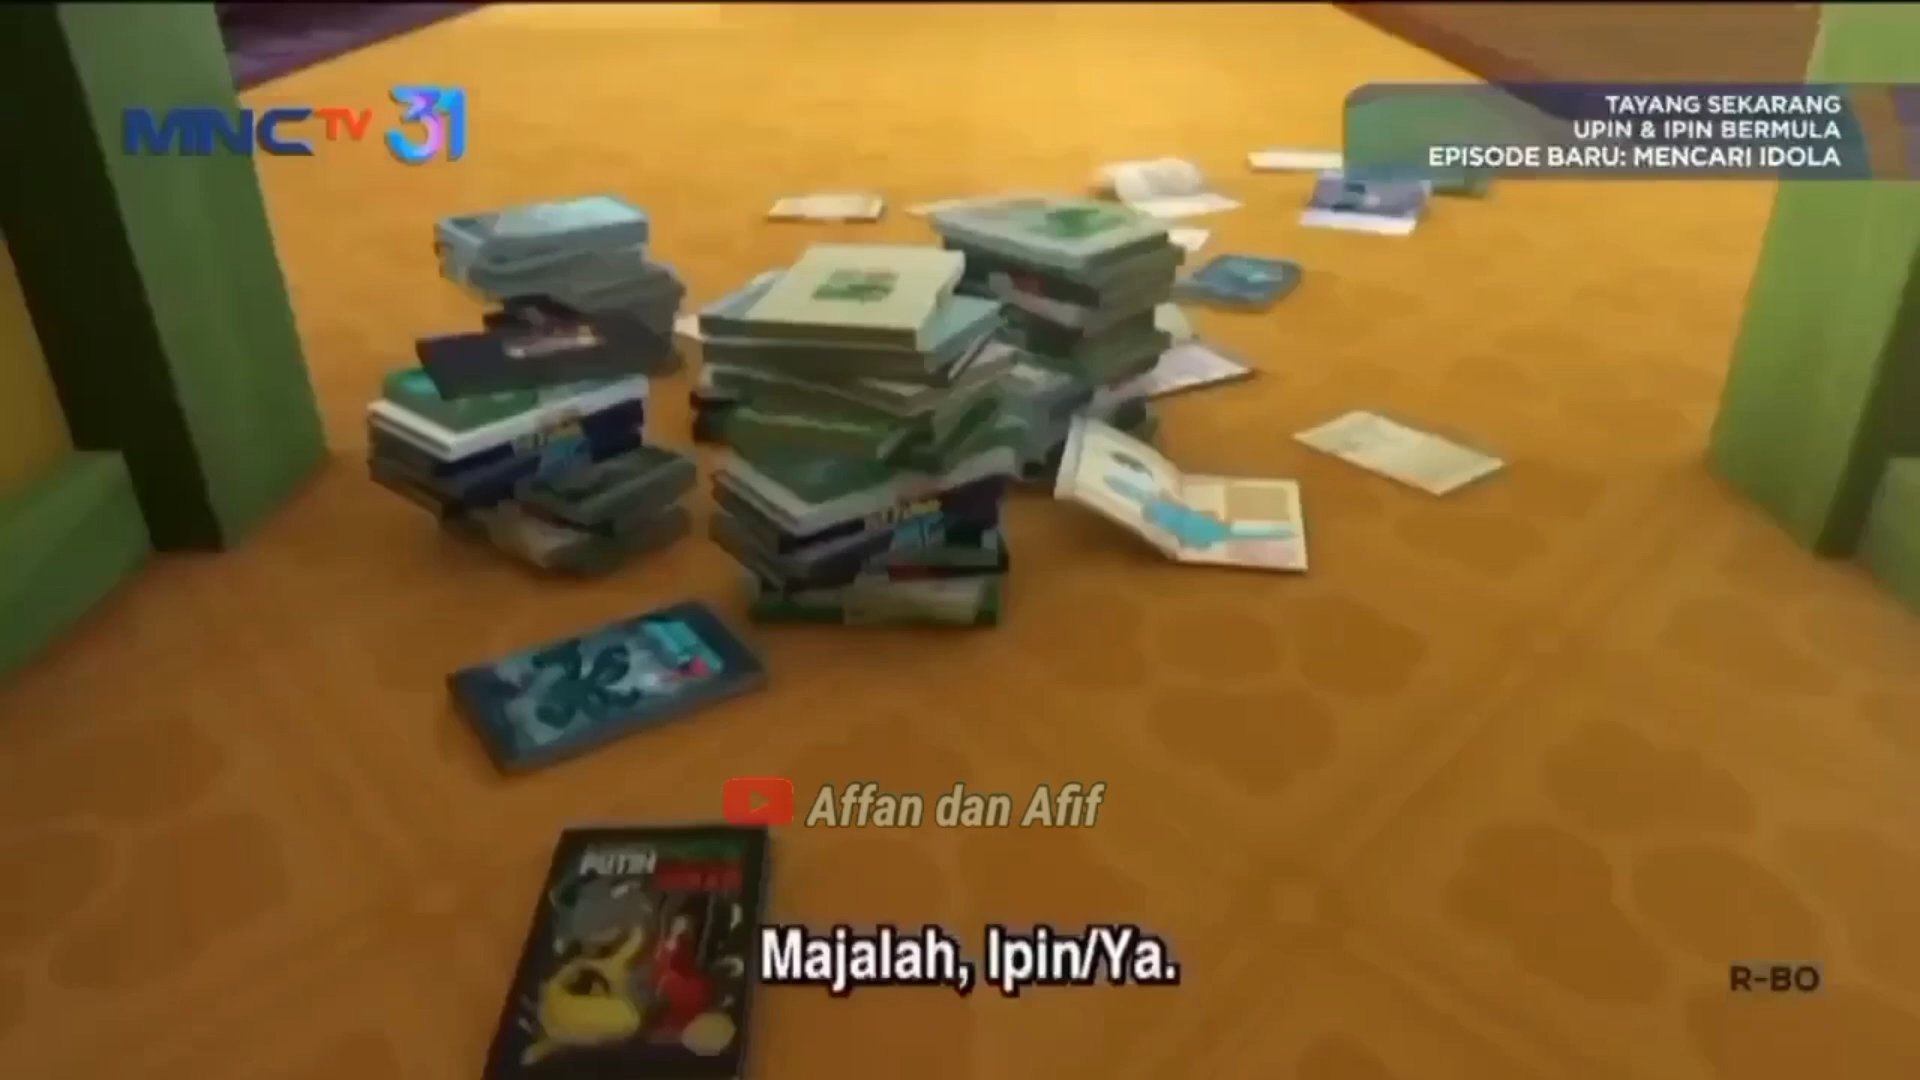 MNCTV 31
TAYANG SEKARANG
UPIN & IPIN BERMULA
EPISODE BARU: MENCARI IDOLA
Affan dan Afif
PUTIH
Majalah, Ipin/Ya.
R-BO